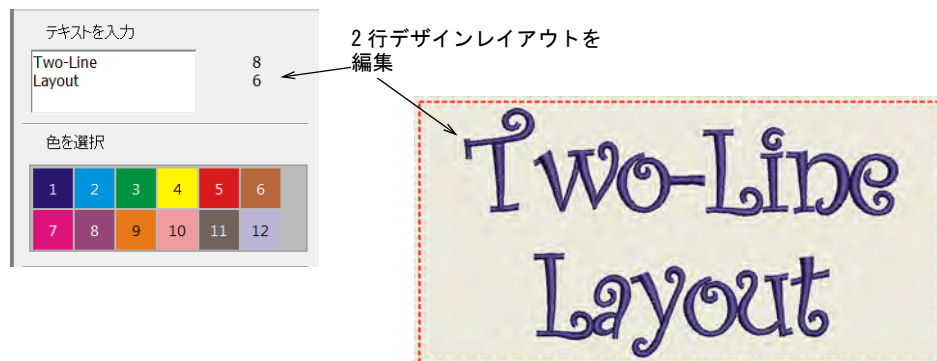 テキストを入力
Two-Line 8
Layout 6
2 行デザインレイアウトを
編集
色を選択
1 2 3 4 5 6
7 8 9 10 11 12
Two-Line
Layout